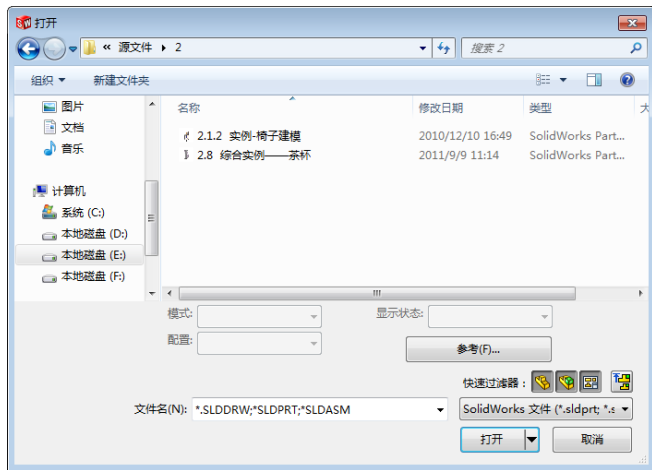 打开
« 源文件 ▸ 2
搜索 2
组织 新建文件夹
图片
文档
音乐
计算机
系统 (C:)
本地磁盘 (D:)
本地磁盘 (E:)
本地磁盘 (F:)
名称 修改日期 类型 大
2.1.2 实例-椅子建模 2010/12/10 16:49 SolidWorks Part...
2.8 综合实例——茶杯 2011/9/9 11:14 SolidWorks Part...
模式: 显示状态:
配置:
参考(F)...
快速过滤器 :
文件名(N): *.SLDDRW;*SLDPRT;*SLDASM SolidWorks 文件 (*.sldprt; *.s
打开 取消